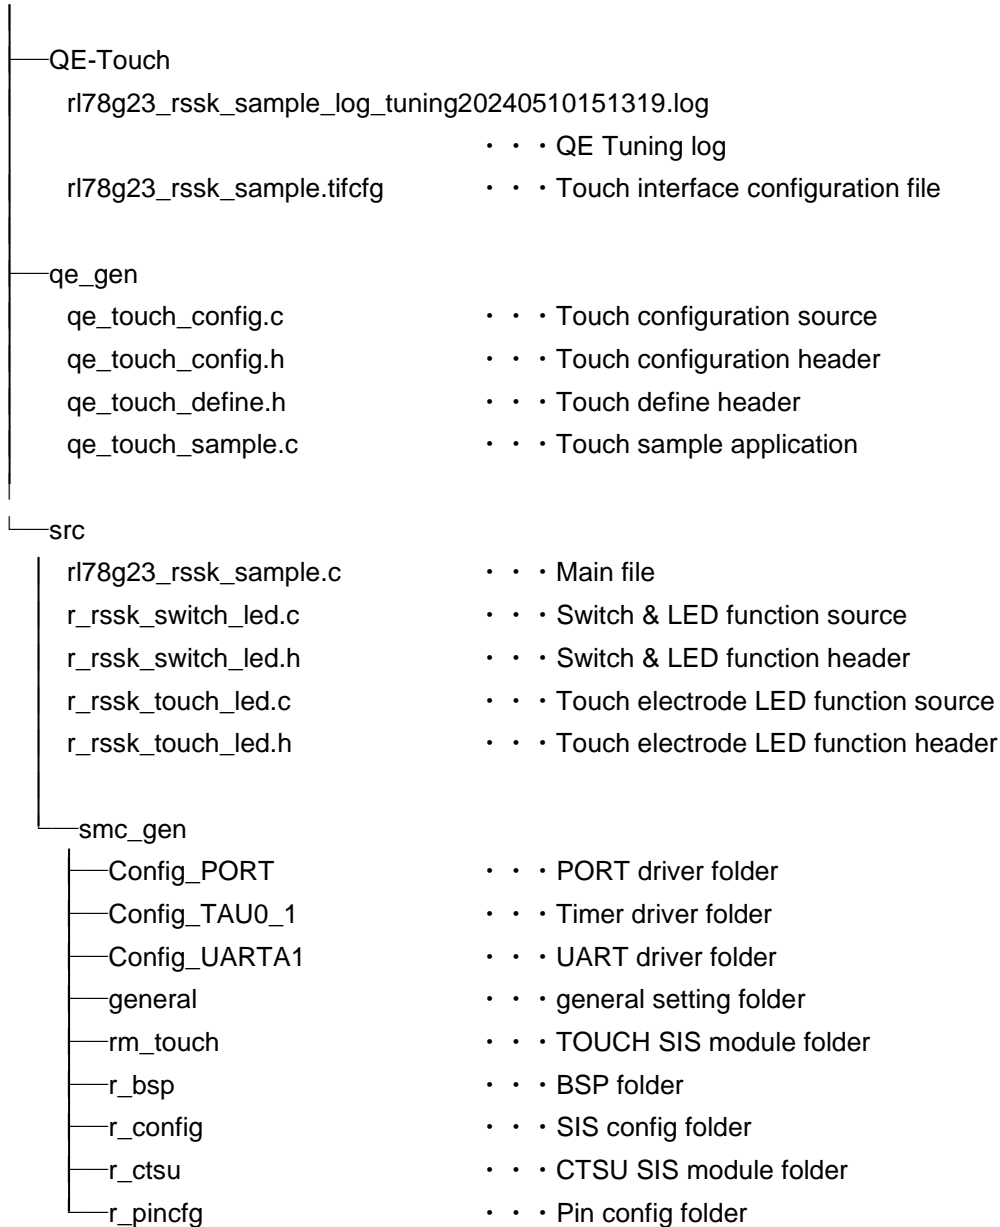 QE-Touch
rl78g23_rssk_sample_log_tuning20240510151319.log
・・・QE Tuning log
rl78g23_rssk_sample.tifcfg ・・・Touch interface configuration file
qe_gen
qe_touch_config.c ・・・Touch configuration source
qe_touch_config.h ・・・Touch configuration header
qe_touch_define.h ・・・Touch define header
qe_touch_sample.c ・・・Touch sample application
src
rl78g23_rssk_sample.c ・・・Main file
r_rssk_switch_led.c ・・・Switch & LED function source
r_rssk_switch_led.h ・・・Switch & LED function header
r_rssk_touch_led.c ・・・Touch electrode LED function source
r_rssk_touch_led.h ・・・Touch electrode LED function header
smc_gen
Config_PORT ・・・PORT driver folder
Config_TAU0_1 ・・・Timer driver folder
Config_UARTA1 ・・・UART driver folder
general ・・・general setting folder
rm_touch ・・・TOUCH SIS module folder
r_bsp ・・・BSP folder
r_config ・・・SIS config folder
r_ctsu ・・・CTSU SIS module folder
r_pincfg ・・・Pin config folder